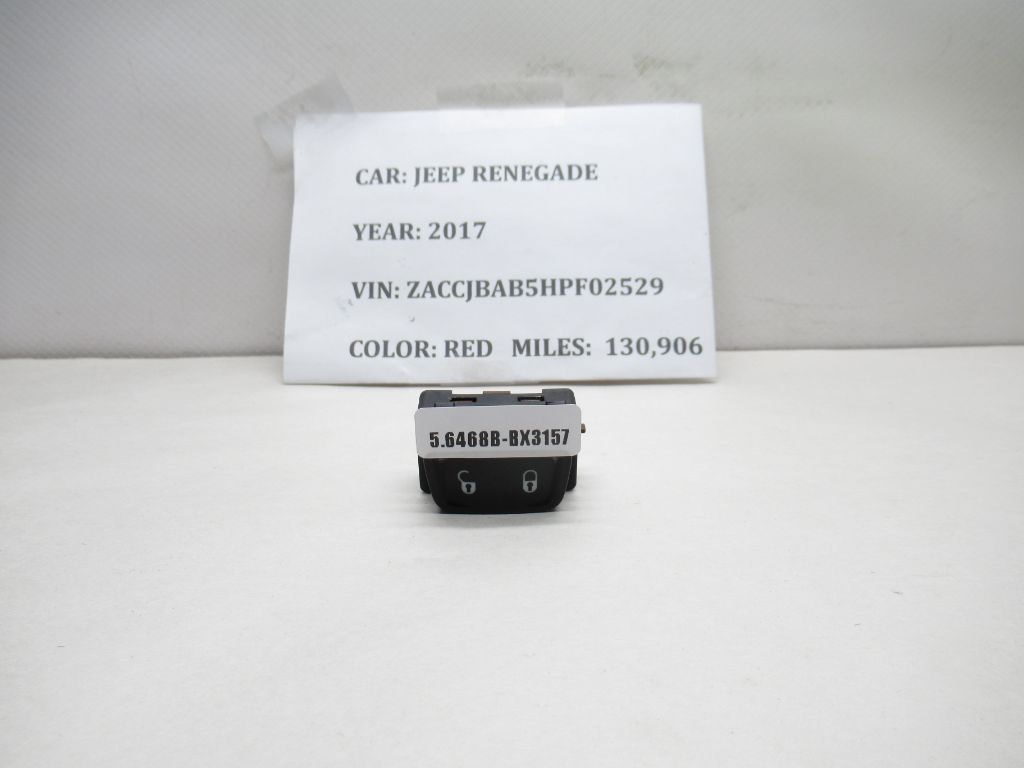 CAR: JEEP RENEGADE
YEAR: 2017
VIN: ZACCJBAB5HPF02529
COLOR: RED MILES: 130,906
5.6468B-BX3157